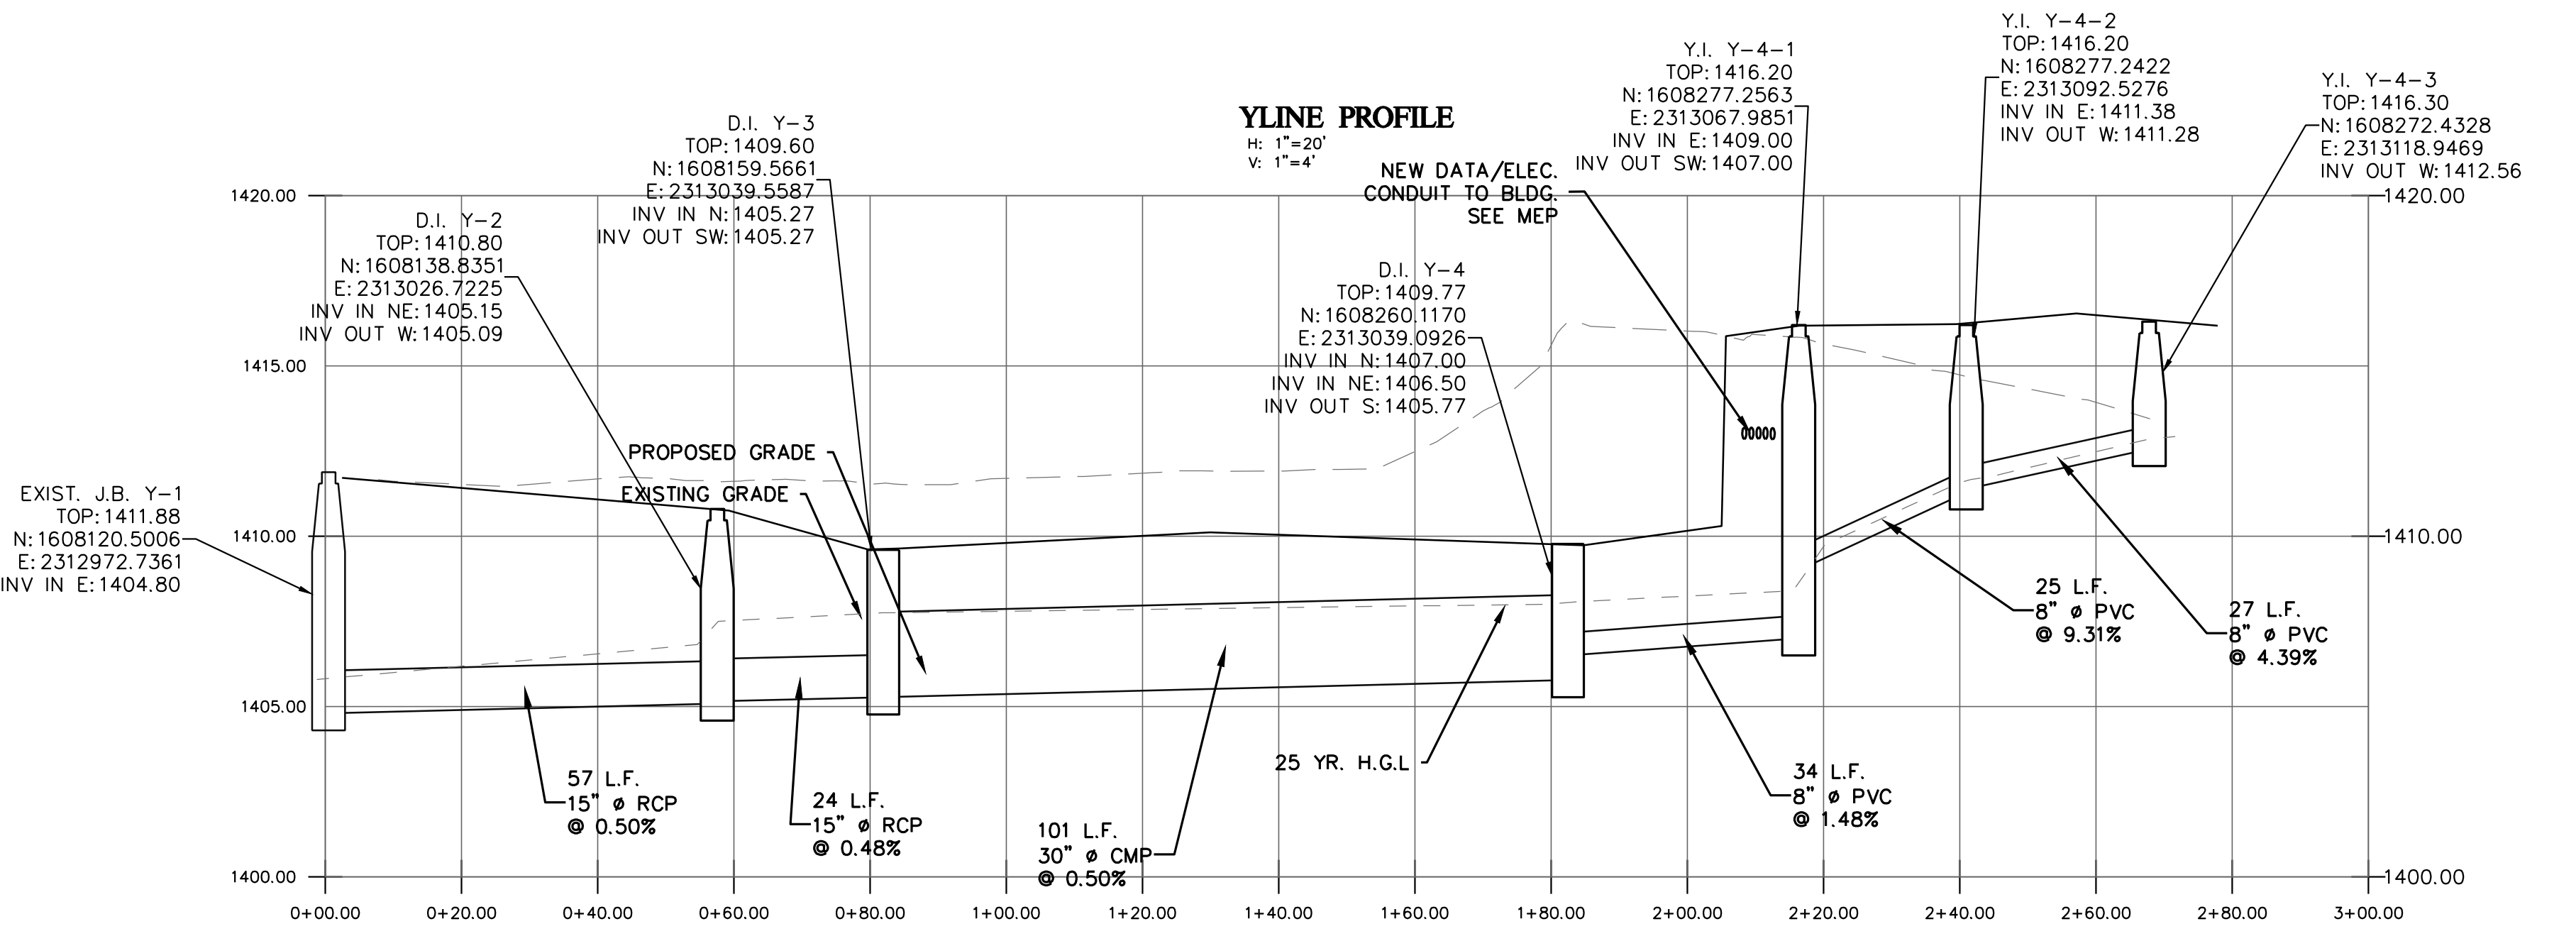 YLINE PROFILE
H: 1"=20'
V: 1"=4'
EXIST. J.B. Y-1
TOP:1411.88
N:1608120.5006
E:2312972.7361
INV IN E:1404.80
D.I. Y-2
TOP:1410.80
N:1608138.8351
E:2313026.7225
INV IN NE:1405.15
INV OUT W:1405.09
D.I. Y-3
TOP:1409.60
N:1608159.5661
E:2313039.5587
INV IN N:1405.27
INV OUT SW:1405.27
D.I. Y-4
TOP:1409.77
N:1608260.1170
E:2313039.0926
INV IN N:1407.00
INV IN NE:1406.50
INV OUT S:1405.77
NEW DATA/ELEC.
CONDUIT TO BLDG.
SEE MEP
Y.I. Y-4-1
TOP:1416.20
N:1608277.2563
E:2313067.9851
INV IN E:1409.00
INV OUT SW:1407.00
Y.I. Y-4-2
TOP:1416.20
N:1608277.2422
E:2313092.5276
INV IN E:1411.38
INV OUT W:1411.28
Y.I. Y-4-3
TOP:1416.30
N:1608272.4328
E:2313118.9469
INV OUT W:1412.56
PROPOSED GRADE
EXISTING GRADE
25 YR. H.G.L
57 L.F.
15" ø RCP
@ 0.50%
24 L.F.
15" ø RCP
@ 0.48%
101 L.F.
30" ø CMP
@ 0.50%
34 L.F.
8" ø PVC
@ 1.48%
25 L.F.
8" ø PVC
@ 9.31%
27 L.F.
8" ø PVC
@ 4.39%
1420.00
1415.00
1410.00
1405.00
1400.00
1420.00
1410.00
1400.00
0+00.00 0+20.00 0+40.00 0+60.00 0+80.00 1+00.00 1+20.00 1+40.00 1+60.00 1+80.00 2+00.00 2+20.00 2+40.00 2+60.00 2+80.00 3+00.00